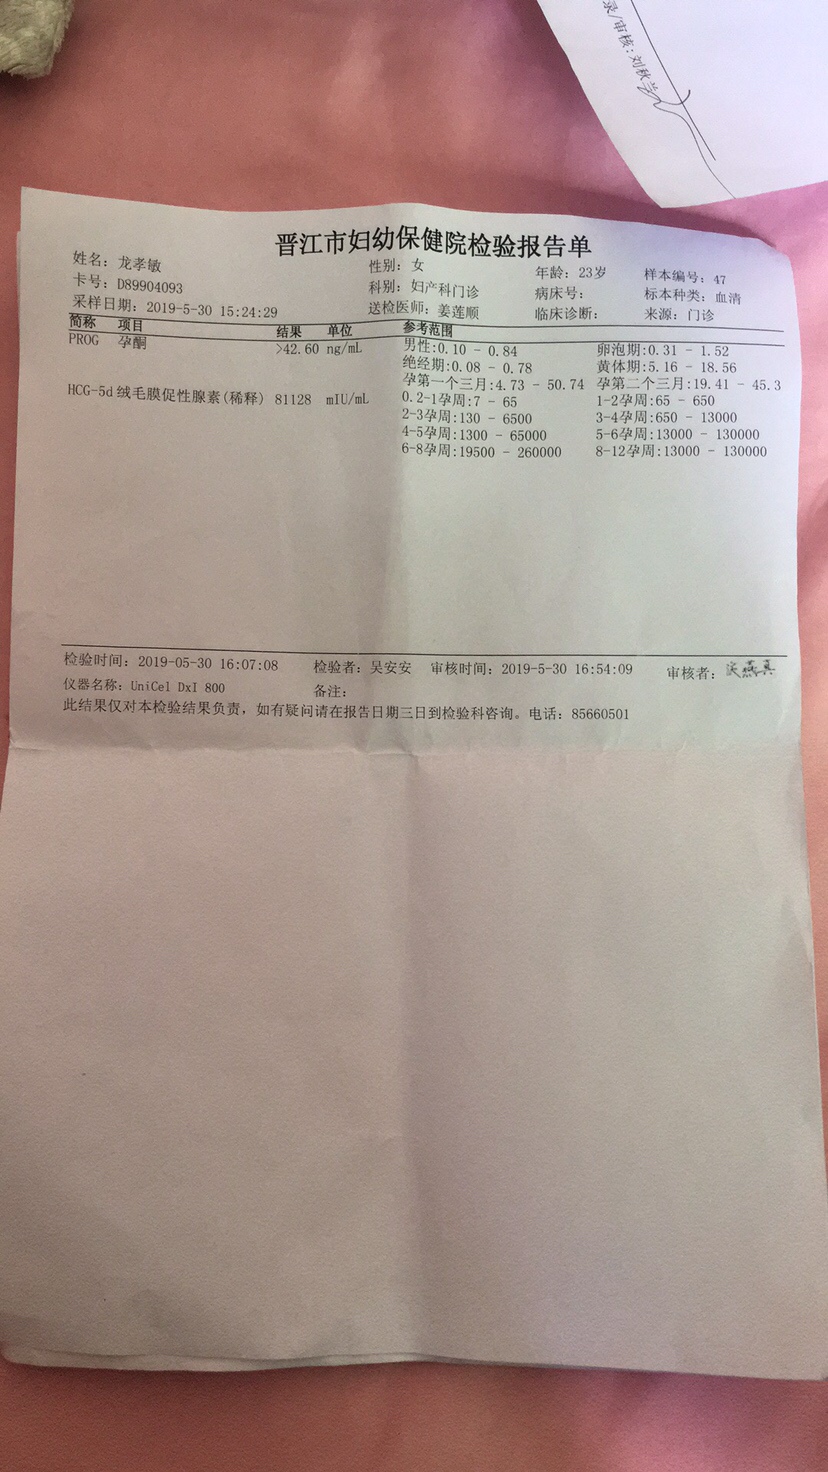 录/审核:刘秋兰
晋江市妇幼保健院检验报告单
姓名: 龙孝敏 性别: 女 年龄: 23岁 样本编号: 47
卡号: D89904093 科别: 妇产科门诊 病床号: 标本种类: 血清
采样日期: 2019-5-30 15:24:29 送检医师: 姜莲顺 临床诊断: 来源: 门诊
简称 项目 结果 单位 参考范围
PROG 孕酮 >42.60 ng/mL 男性:0.10 - 0.84 卵泡期:0.31 - 1.52
绝经期:0.08 - 0.78 黄体期:5.16 - 18.56
孕第一个三月:4.73 - 50.74 孕第二个三月:19.41 - 45.3
HCG-5d 绒毛膜促性腺素(稀释) 81128 mIU/mL 0.2-1孕周:7 - 65 1-2孕周:65 - 650
2-3孕周:130 - 6500 3-4孕周:650 - 13000
4-5孕周:1300 - 65000 5-6孕周:13000 - 130000
6-8孕周:19500 - 260000 8-12孕周:13000 - 130000
检验时间: 2019-05-30 16:07:08 检验者: 吴安安 审核时间: 2019-5-30 16:54:09 审核者:
仪器名称: UniCel DxI 800 备注:
此结果仅对本检验结果负责, 如有疑问请在报告日期三日到检验科咨询。电话: 85660501